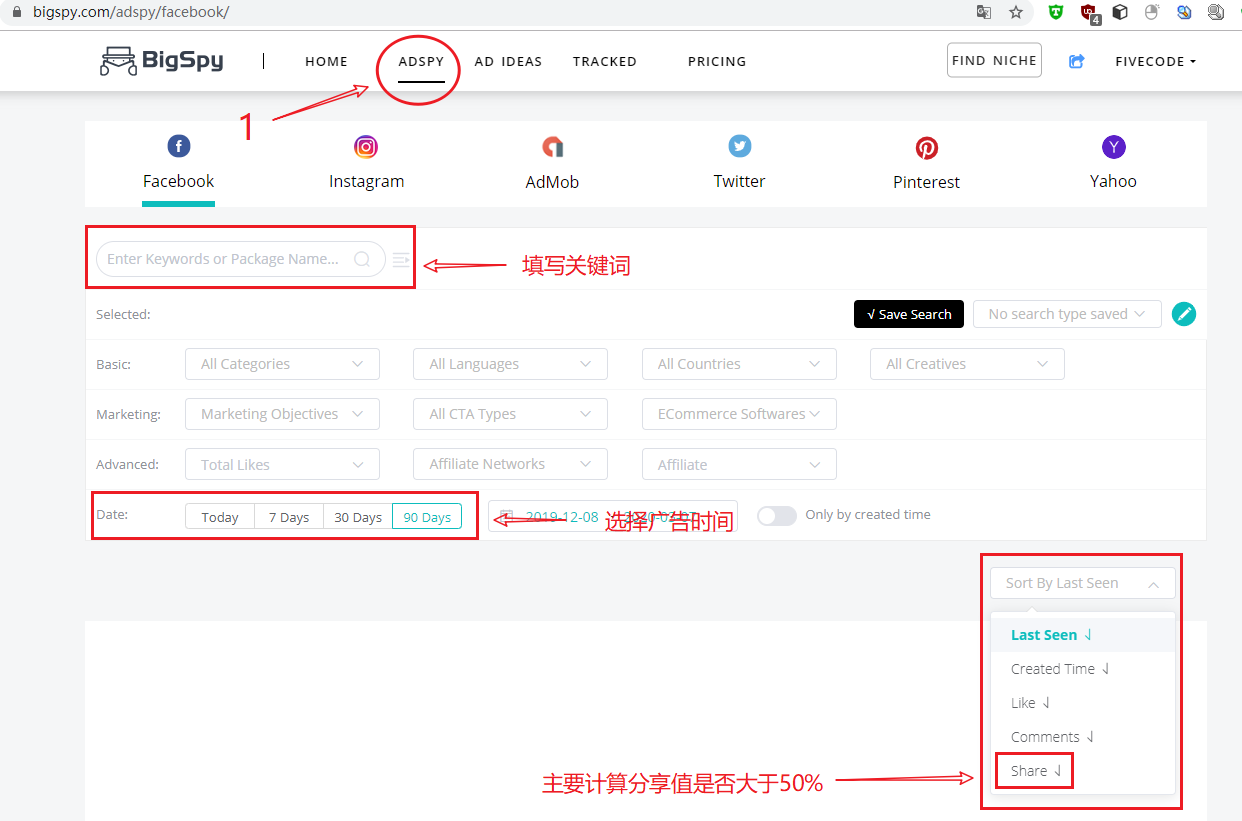 bigspy.com/adspy/facebook/
4
BigSpy | HOME ADSPY AD IDEAS TRACKED PRICING FIND NICHE FIVECODE
1
Facebook Instagram AdMob Twitter Pinterest Yahoo
Enter Keywords or Package Name... 填写关键词
Selected: √ Save Search No search type saved
Basic: All Categories All Languages All Countries All Creatives
Marketing: Marketing Objectives All CTA Types ECommerce Softwares
Advanced: Total Likes Affiliate Networks Affiliate
Date: Today 7 Days 30 Days 90 Days 2019-12-08 选择广告时间 Only by created time
Sort By Last Seen
Last Seen
Created Time
Like
Comments
Share
主要计算分享值是否大于50%